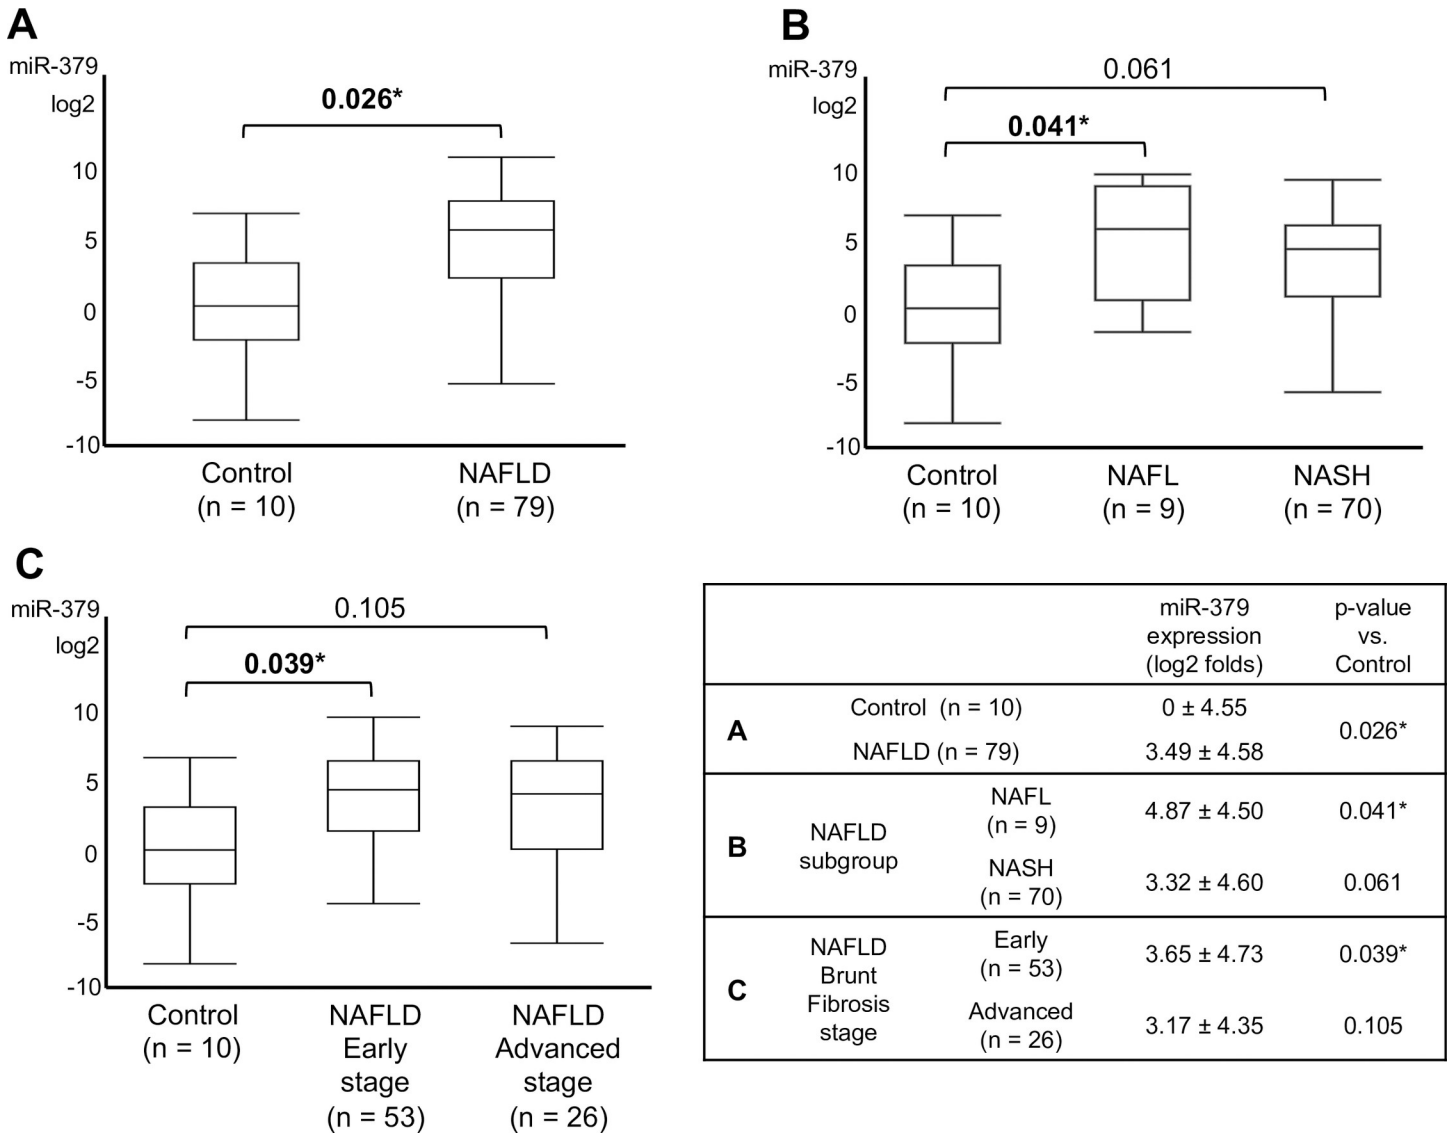 A
miR-379
log2
0.026*
10
5
0
-5
-10
Control
(n = 10)
NAFLD
(n = 79)
B
miR-379
log2
0.061
0.041*
10
5
0
-5
-10
Control
(n = 10)
NAFL
(n = 9)
NASH
(n = 70)
C
miR-379
log2
0.105
0.039*
10
5
0
-5
-10
Control
(n = 10)
NAFLD
Early
stage
(n = 53)
NAFLD
Advanced
stage
(n = 26)
miR-379
expression
(log2 folds)
p-value
vs.
Control
A
Control (n = 10)
0 ± 4.55
NAFLD (n = 79)
3.49 ± 4.58
0.026*
B
NAFLD
subgroup
NAFL
(n = 9)
4.87 ± 4.50
0.041*
NASH
(n = 70)
3.32 ± 4.60
0.061
C
NAFLD
Brunt
Fibrosis
stage
Early
(n = 53)
3.65 ± 4.73
0.039*
Advanced
(n = 26)
3.17 ± 4.35
0.105